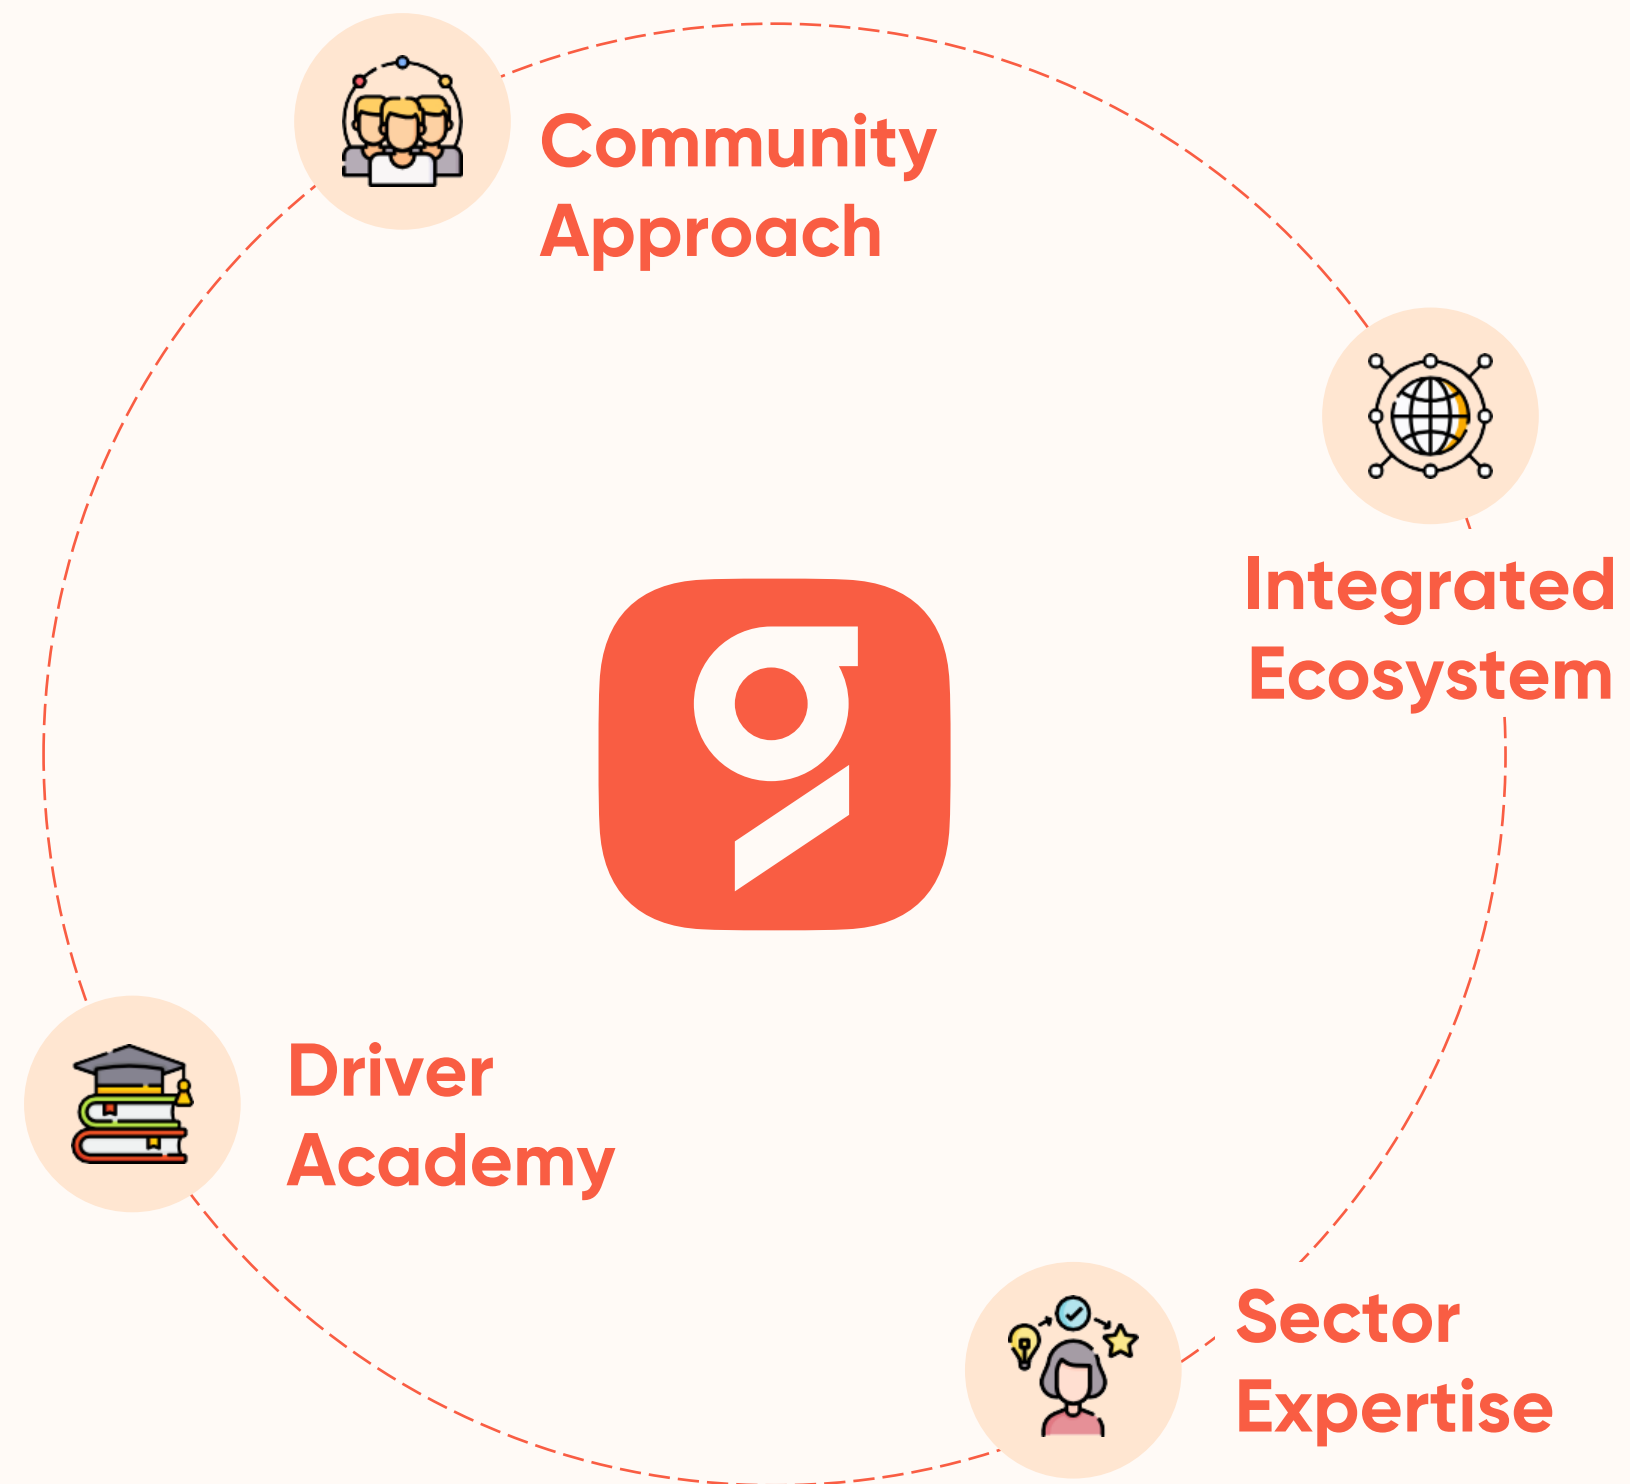 Community
Approach
Integrated
Ecosystem
g
Driver
Academy
Sector
Expertise